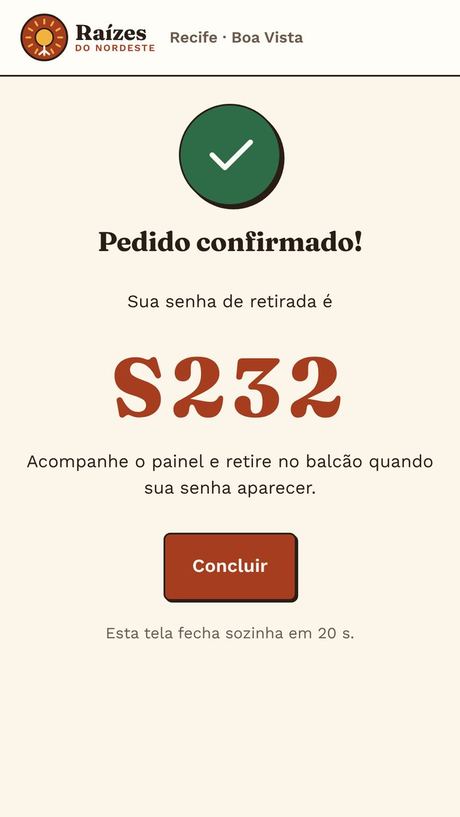 Raízes
DO NORDESTE
Recife · Boa Vista
Pedido confirmado!
Sua senha de retirada é
S232
Acompanhe o painel e retire no balcão quando
sua senha aparecer.
Concluir
Esta tela fecha sozinha em 20 s.